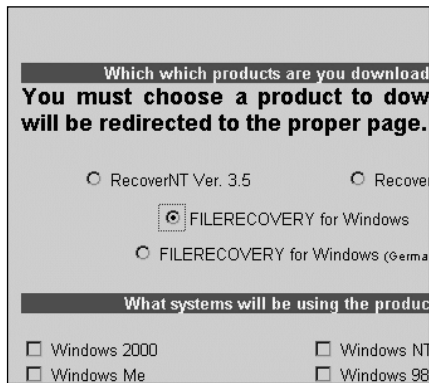 Which which products are you download
You must choose a product to dow
will be redirected to the proper page.
RecoverNT Ver. 3.5 Recove
FILERECOVERY for Windows
FILERECOVERY for Windows (Germa
What systems will be using the produc
Windows 2000 Windows NT
Windows Me Windows 98